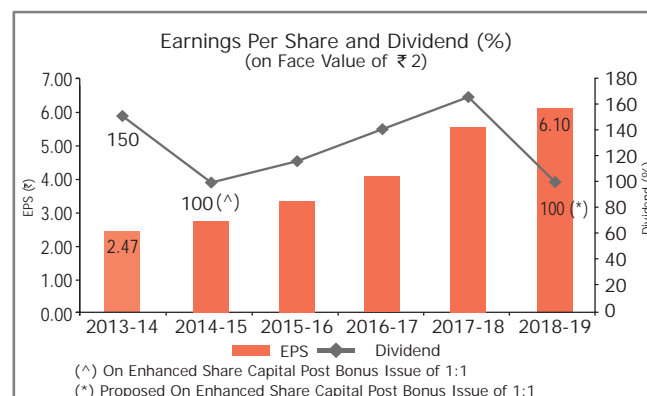 Earnings Per Share and Dividend (%)
(on Face Value of ₹ 2)
7.00
6.00
5.00
4.00
3.00
2.00
1.00
0.00
EPS (₹)
180
160
140
120
100
80
60
40
20
0
Dividend (%)
150
100 (^)
100 (*)
2.47
6.10
2013-14 2014-15 2015-16 2016-17 2017-18 2018-19
EPS Dividend
(^) On Enhanced Share Capital Post Bonus Issue of 1:1
(*) Proposed On Enhanced Share Capital Post Bonus Issue of 1:1